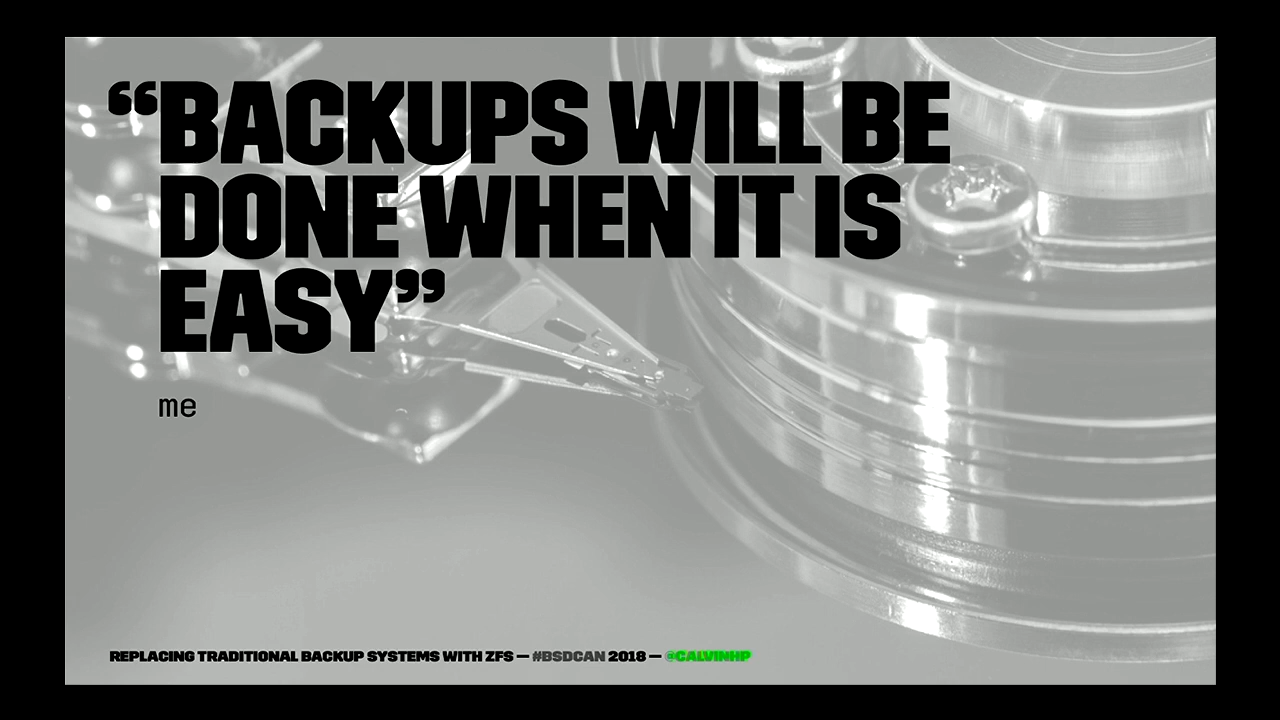 “BACKUPS WILL BE
DONE WHEN IT IS
EASY”
me
REPLACING TRADITIONAL BACKUP SYSTEMS WITH ZFS — #BSDCAN 2018 — @CALVINHP